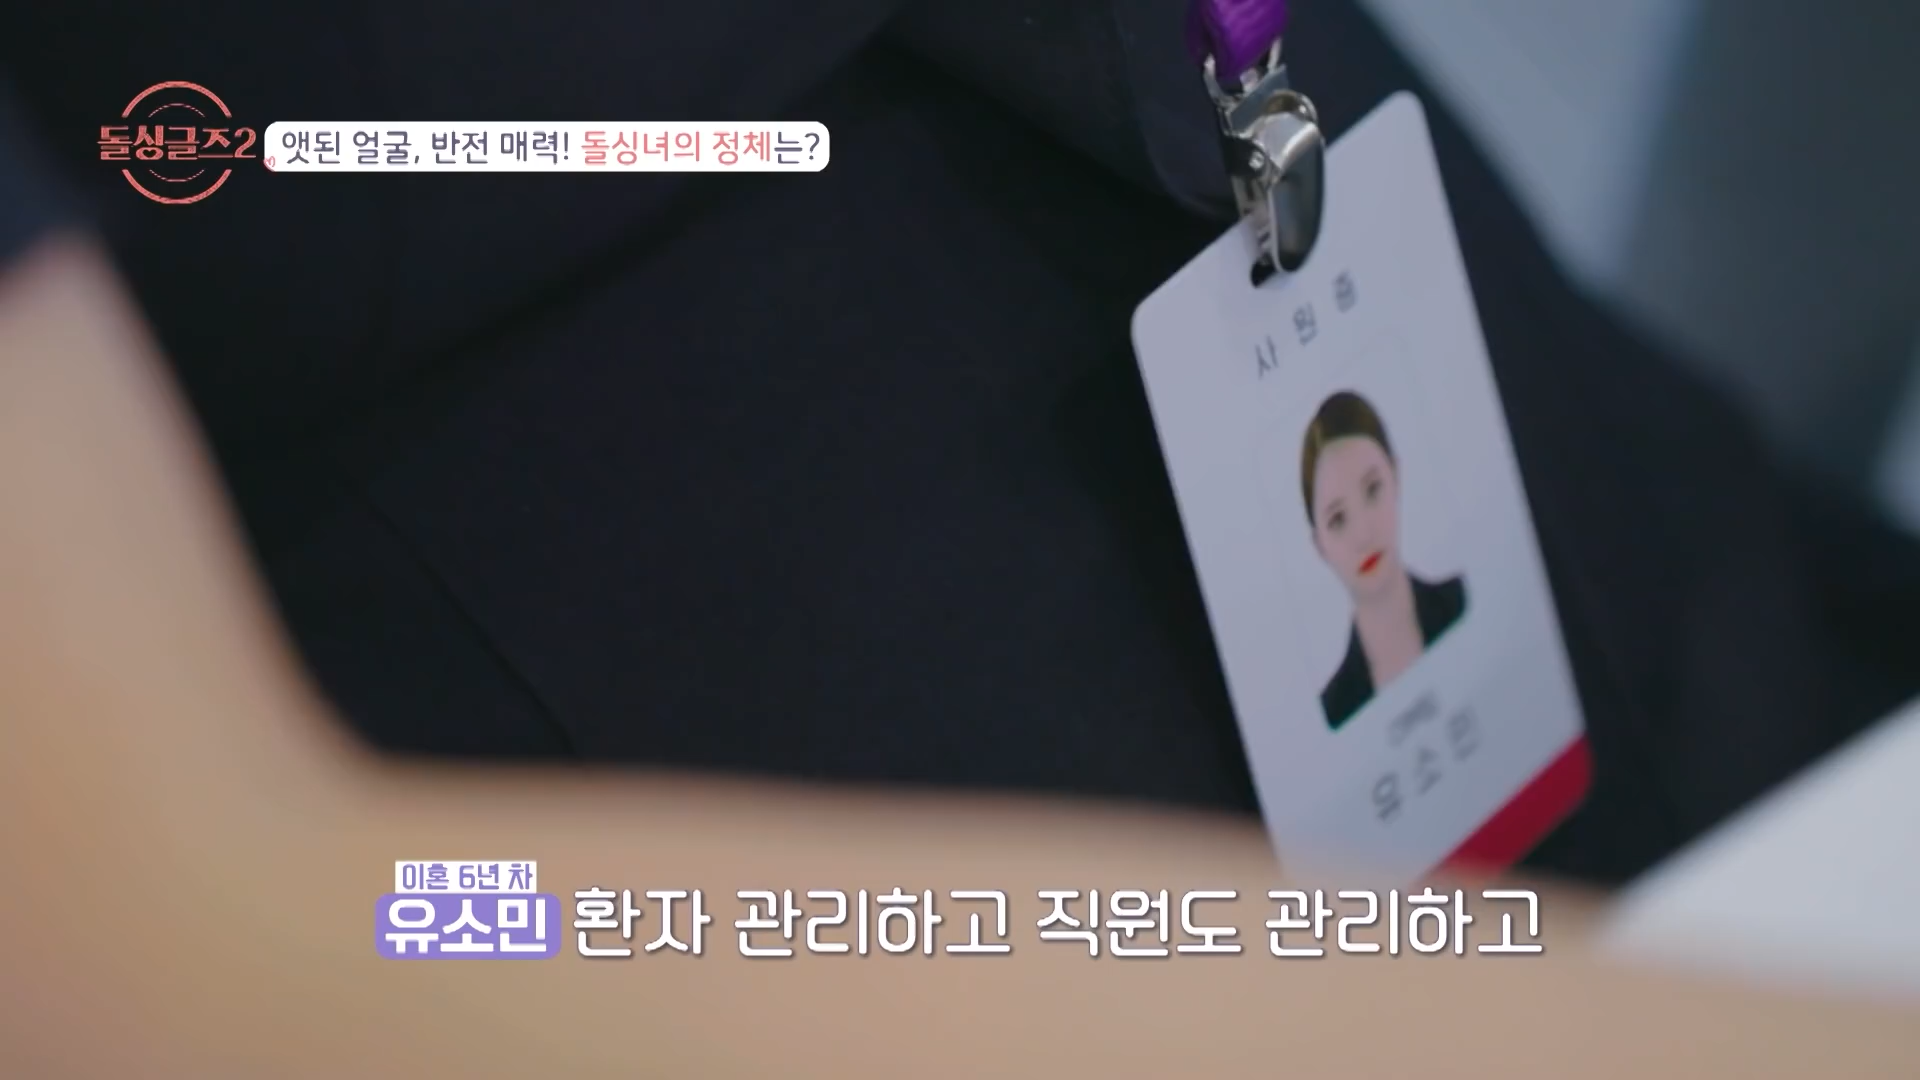 돌싱글즈2
앳된 얼굴, 반전 매력! 돌싱녀의 정체는?
사 원 증
유 소 민
이혼 6년 차
유소민 환자 관리하고 직원도 관리하고